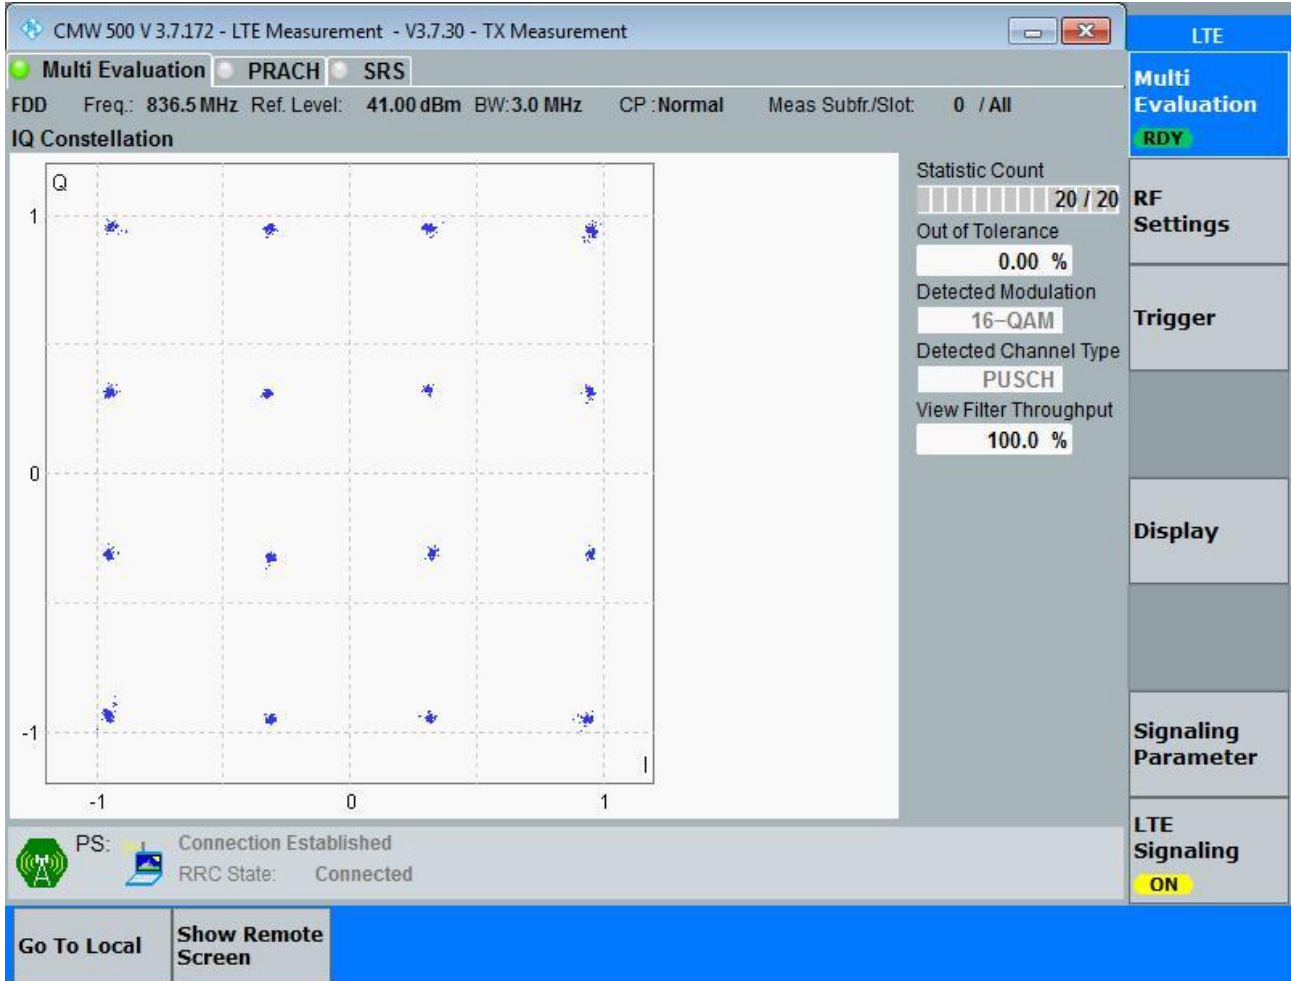 CMW 500 V 3.7.172 - LTE Measurement - V3.7.30 - TX Measurement
LTE
Multi Evaluation PRACH SRS
FDD Freq.: 836.5 MHz Ref. Level: 41.00 dBm BW: 3.0 MHz CP : Normal Meas Subfr./Slot: 0 / All
IQ Constellation
Q
1
0
-1
I
-1 0 1
Statistic Count
20 / 20
Out of Tolerance
0.00 %
Detected Modulation
16-QAM
Detected Channel Type
PUSCH
View Filter Throughput
100.0 %
Multi
Evaluation
RDY
RF
Settings
Trigger
Display
Signaling
Parameter
LTE
Signaling
ON
PS: Connection Established
RRC State: Connected
Go To Local
Show Remote
Screen